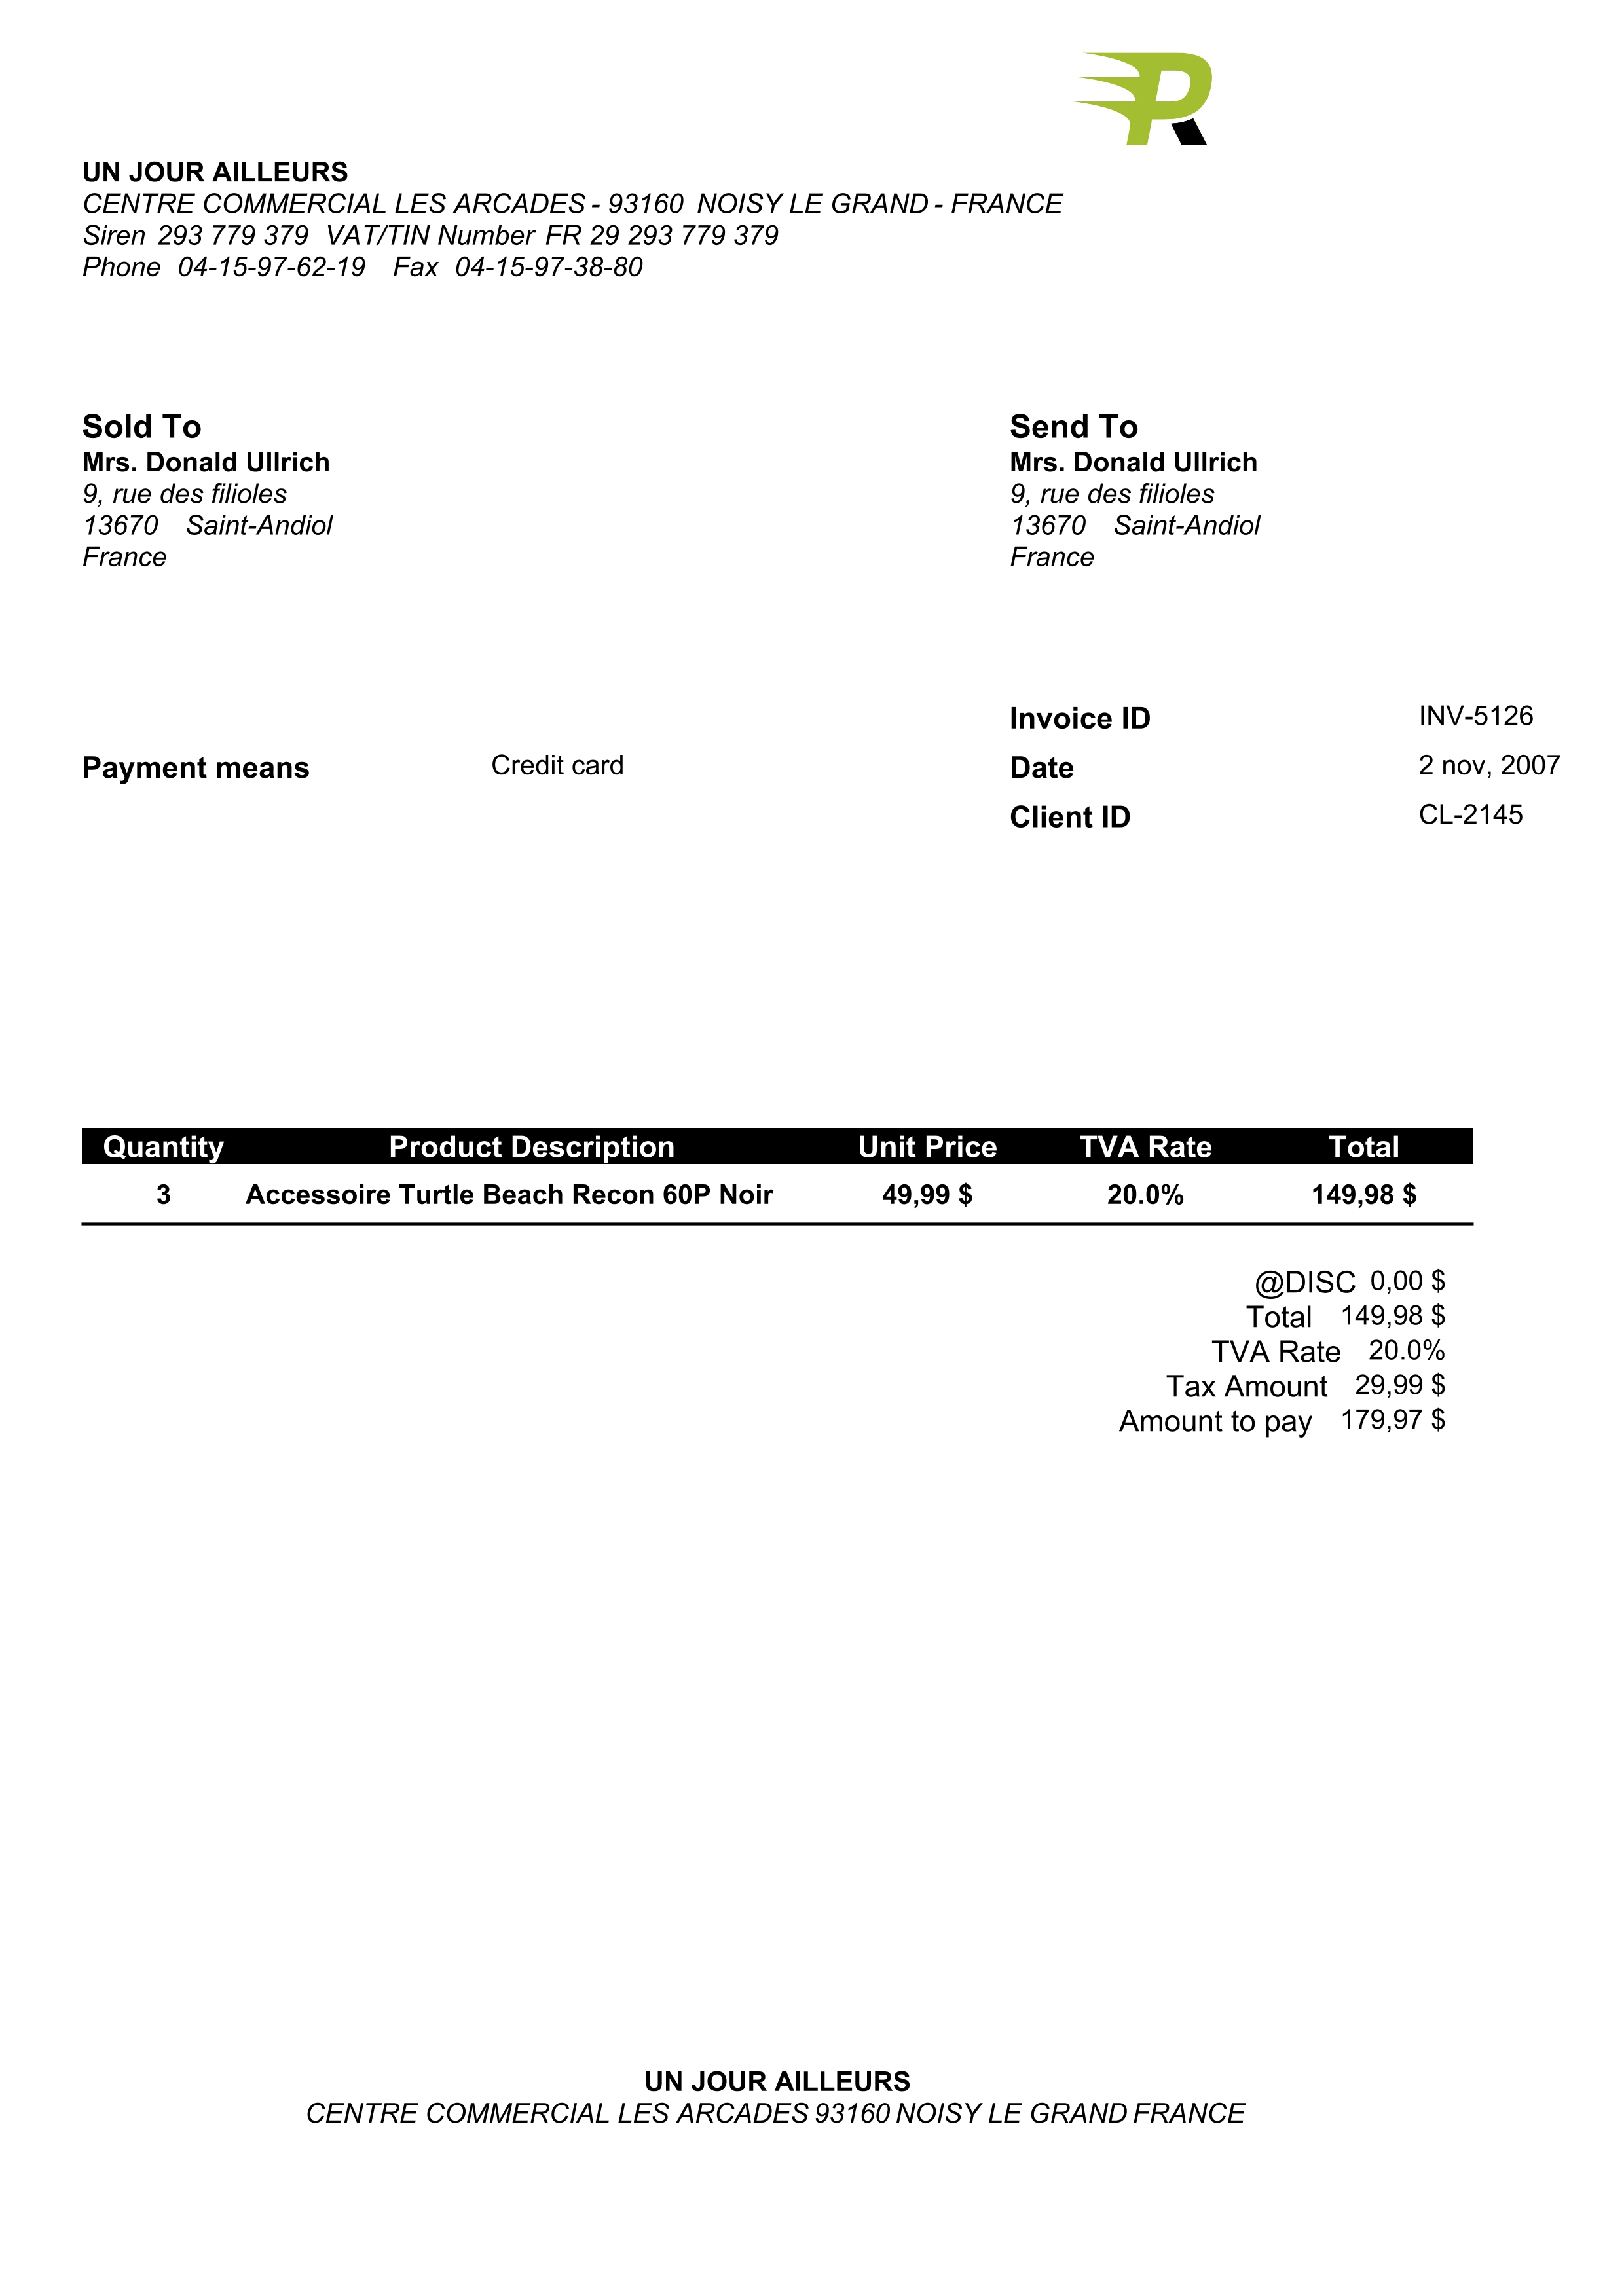 UN JOUR AILLEURS
CENTRE COMMERCIAL LES ARCADES - 93160 NOISY LE GRAND - FRANCE
Siren 293 779 379 VAT/TIN Number FR 29 293 779 379
Phone 04-15-97-62-19 Fax 04-15-97-38-80
Sold To
Mrs. Donald Ullrich
9, rue des filioles
13670 Saint-Andiol
France
Send To
Mrs. Donald Ullrich
9, rue des filioles
13670 Saint-Andiol
France
Payment means Credit card
Invoice ID INV-5126
Date 2 nov, 2007
Client ID CL-2145
Quantity Product Description Unit Price TVA Rate Total
3 Accessoire Turtle Beach Recon 60P Noir 49,99 $ 20.0% 149,98 $
@DISC 0,00 $
Total 149,98 $
TVA Rate 20.0%
Tax Amount 29,99 $
Amount to pay 179,97 $
UN JOUR AILLEURS
CENTRE COMMERCIAL LES ARCADES 93160 NOISY LE GRAND FRANCE